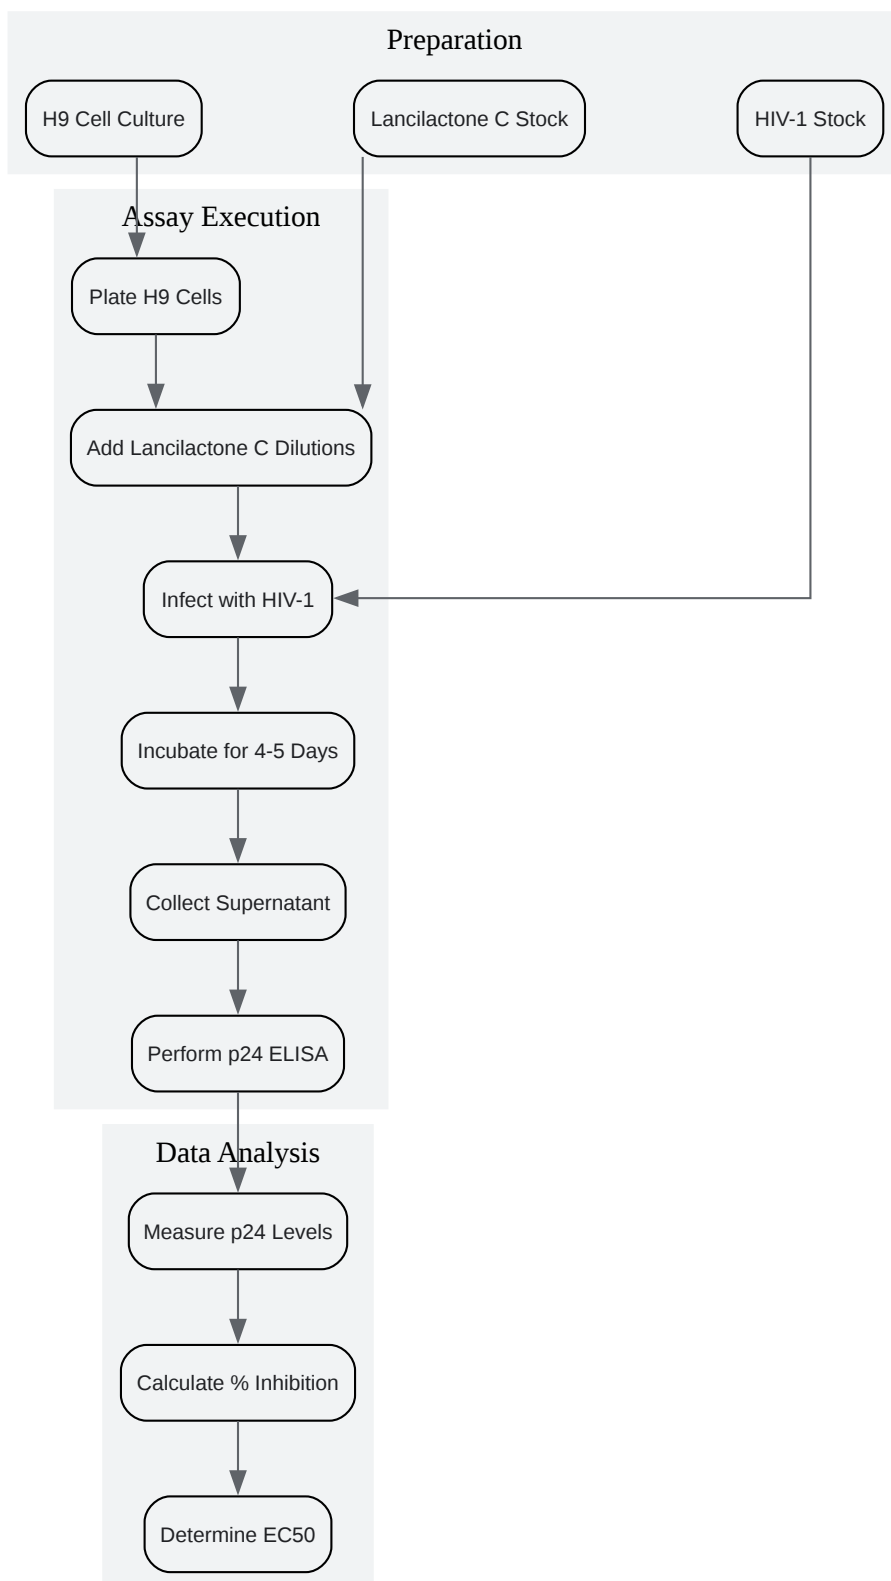 Preparation
H9 Cell Culture
Lancilactone C Stock
HIV-1 Stock
Assay Execution
Plate H9 Cells
Add Lancilactone C Dilutions
Infect with HIV-1
Incubate for 4-5 Days
Collect Supernatant
Perform p24 ELISA
Data Analysis
Measure p24 Levels
Calculate % Inhibition
Determine EC50